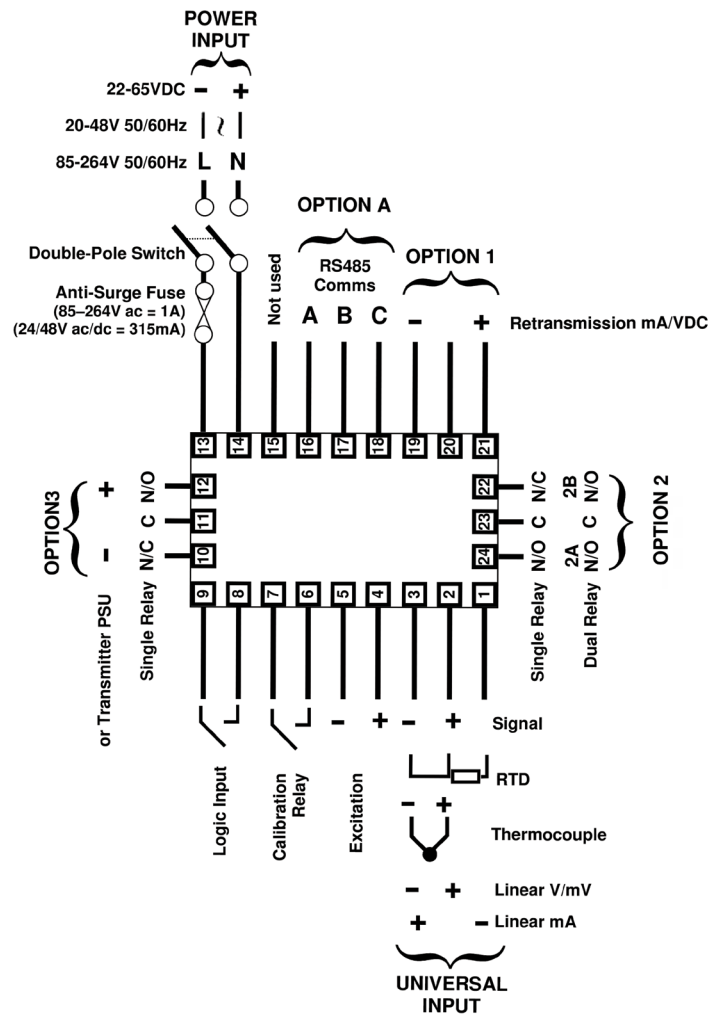 POWER
INPUT
22-65VDC − +
20-48V 50/60Hz ~
85-264V 50/60Hz L N
OPTION A
OPTION 1
Double-Pole Switch
RS485
Comms
Not used
Anti-Surge Fuse
(85–264V ac = 1A)
(24/48V ac/dc = 315mA)
A B C
− + Retransmission mA/VDC
13 14 15 16 17 18 19 20 21
OPTION3
+ N/O 12
C 11
− N/C 10
22 N/C 2B N/O
23 C C
24 N/O 2A N/O
OPTION 2
9 8 7 6 5 4 3 2 1
or Transmitter PSU
Single Relay
Single Relay
Dual Relay
− + − + Signal
RTD
Logic Input
Calibration
Relay
Excitation
− +
Thermocouple
− + Linear V/mV
+ − Linear mA
UNIVERSAL
INPUT